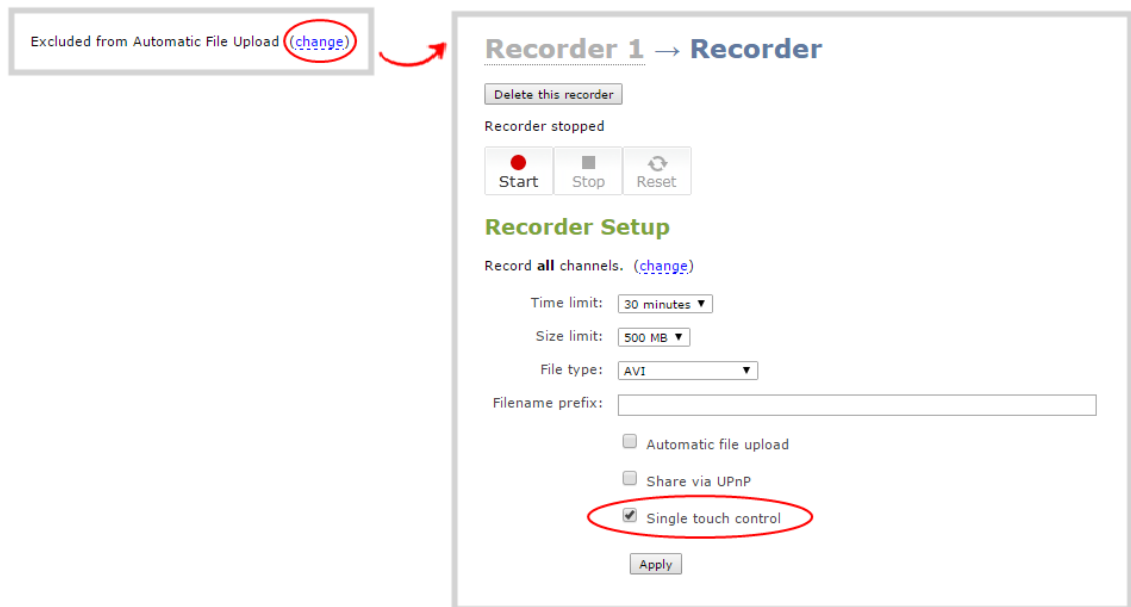 Excluded from Automatic File Upload (change)
Recorder 1 → Recorder
Delete this recorder
Recorder stopped
Start Stop Reset
Recorder Setup
Record all channels. (change)
Time limit: 30 minutes ▼
Size limit: 500 MB ▼
File type: AVI ▼
Filename prefix:
Automatic file upload
Share via UPnP
Single touch control
Apply